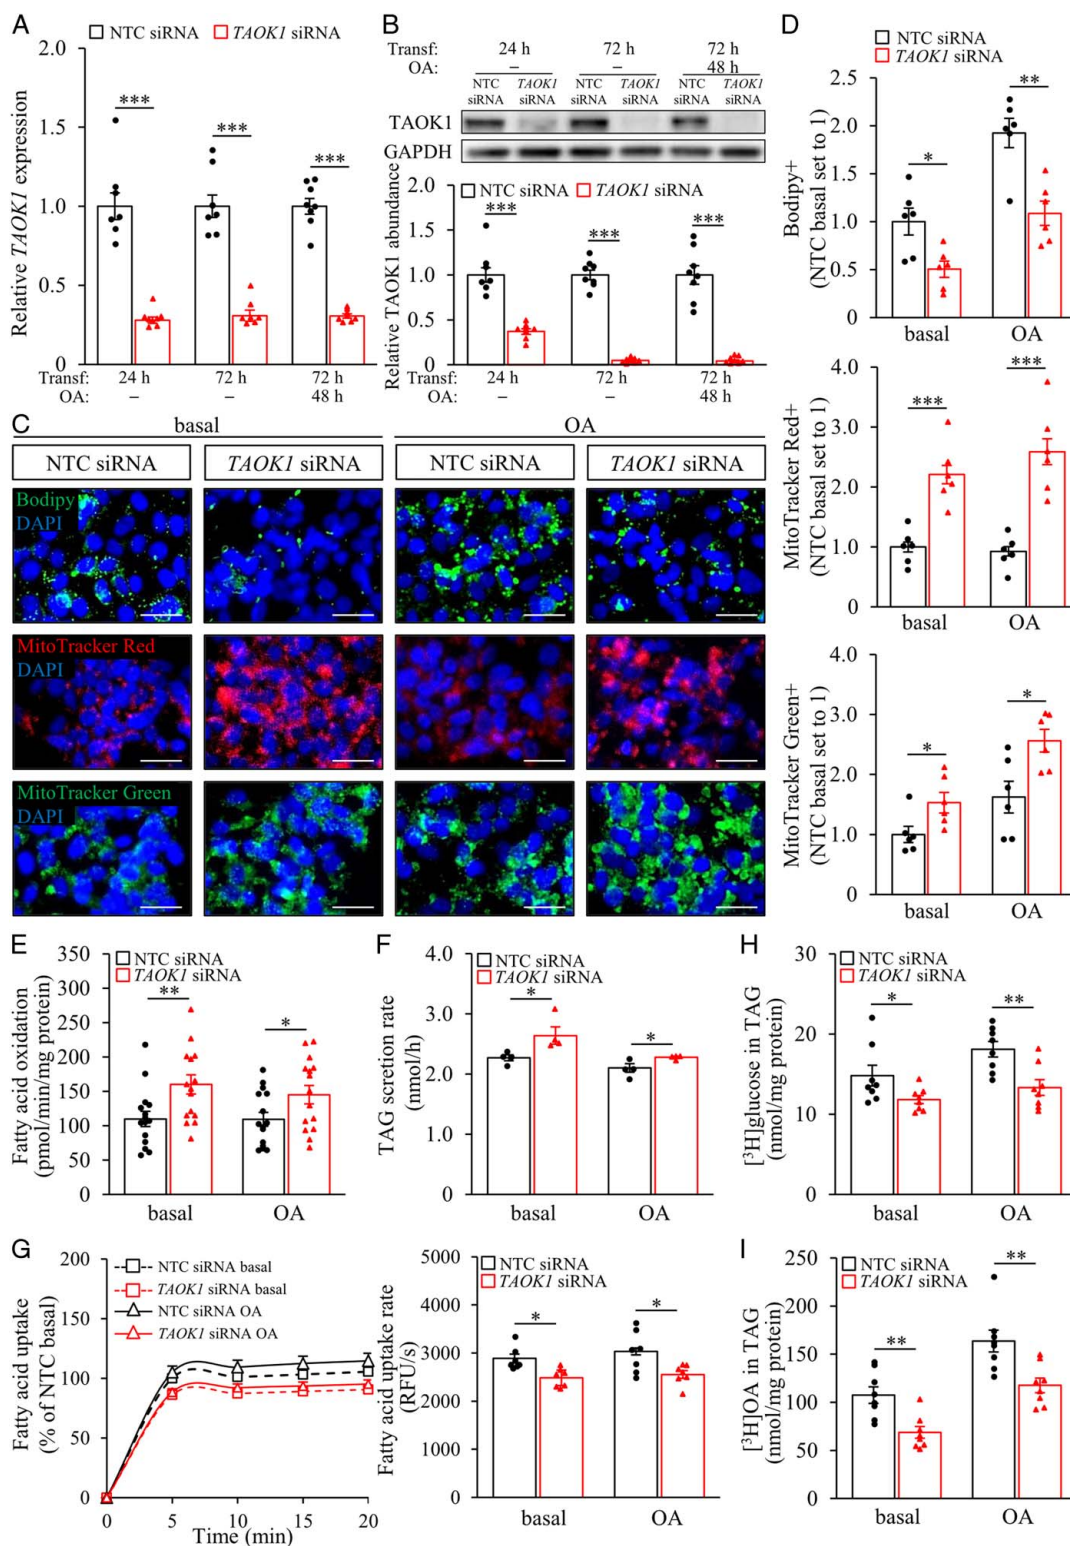 A
NTC siRNA TAOK1 siRNA
2.0
1.5
1.0
0.5
0
Relative TAOK1 expression
***
***
***
Transf: 24 h 72 h 72 h
OA: – – 48 h
B
Transf: 24 h 72 h 72 h
OA: – – 48 h
NTC siRNA TAOK1 siRNA NTC siRNA TAOK1 siRNA NTC siRNA TAOK1 siRNA
TAOK1
GAPDH
Relative TAOK1 abundance
2.0
1.5
1.0
0.5
0
NTC siRNA TAOK1 siRNA
***
***
***
Transf: 24 h 72 h 72 h
OA: – – 48 h
C
basal OA
NTC siRNA TAOK1 siRNA NTC siRNA TAOK1 siRNA
Bodipy
DAPI
MitoTracker Red
DAPI
MitoTracker Green
DAPI
D
NTC siRNA
TAOK1 siRNA
Bodipy+
(NTC basal set to 1)
2.5
2.0
1.5
1.0
0.5
0
*
**
basal OA
MitoTracker Red+
(NTC basal set to 1)
4.0
3.0
2.0
1.0
0
***
***
basal OA
MitoTracker Green+
(NTC basal set to 1)
4.0
3.0
2.0
1.0
0
*
*
basal OA
E
NTC siRNA
TAOK1 siRNA
Fatty acid oxidation
(pmol/min/mg protein)
350
300
250
200
150
100
50
0
**
*
basal OA
F
NTC siRNA
TAOK1 siRNA
TAG scretion rate
(nmol/h)
4.0
3.0
2.0
1.0
0
*
*
basal OA
H
NTC siRNA
TAOK1 siRNA
[³H]glucose in TAG
(nmol/mg protein)
30
20
10
0
*
**
basal OA
G
NTC siRNA basal
TAOK1 siRNA basal
NTC siRNA OA
TAOK1 siRNA OA
Fatty acid uptake
(% of NTC basal)
200
150
100
50
0
0 5 10 15 20
Time (min)
NTC siRNA
TAOK1 siRNA
Fatty acid uptake rate
(RFU/s)
5000
4000
3000
2000
1000
0
*
*
basal OA
I
NTC siRNA
TAOK1 siRNA
[³H]OA in TAG
(nmol/mg protein)
250
200
150
100
50
0
**
**
basal OA